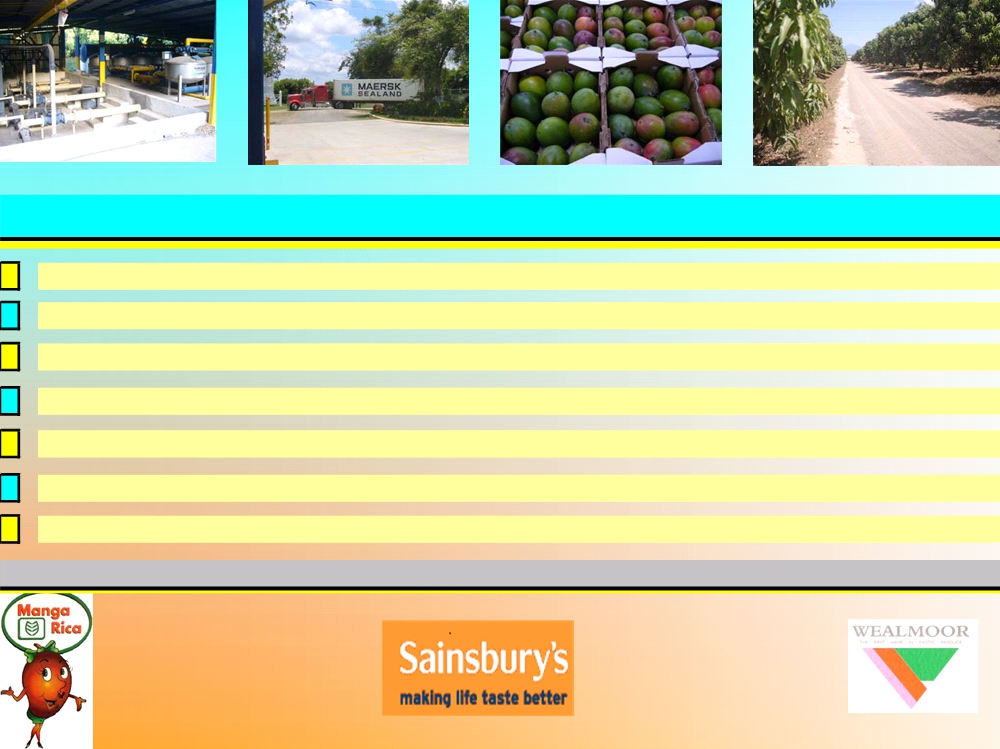 MAERSK
SEALAND
Manga
Rica
Sainsbury's
making life taste better
WEALMOOR